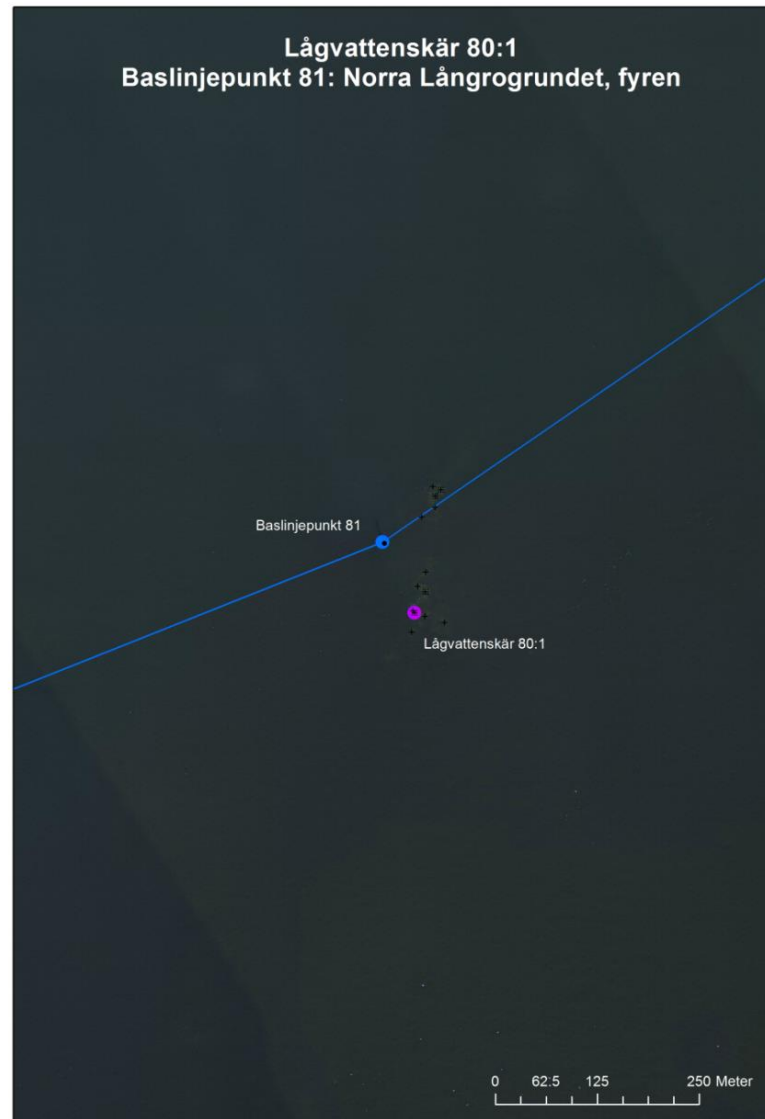 Lågvattenskär 80:1
Baslinjepunkt 81: Norra Långrogrundet, fyren
Baslinjepunkt 81
Lågvattenskär 80:1
0 62.5 125 250 Meter